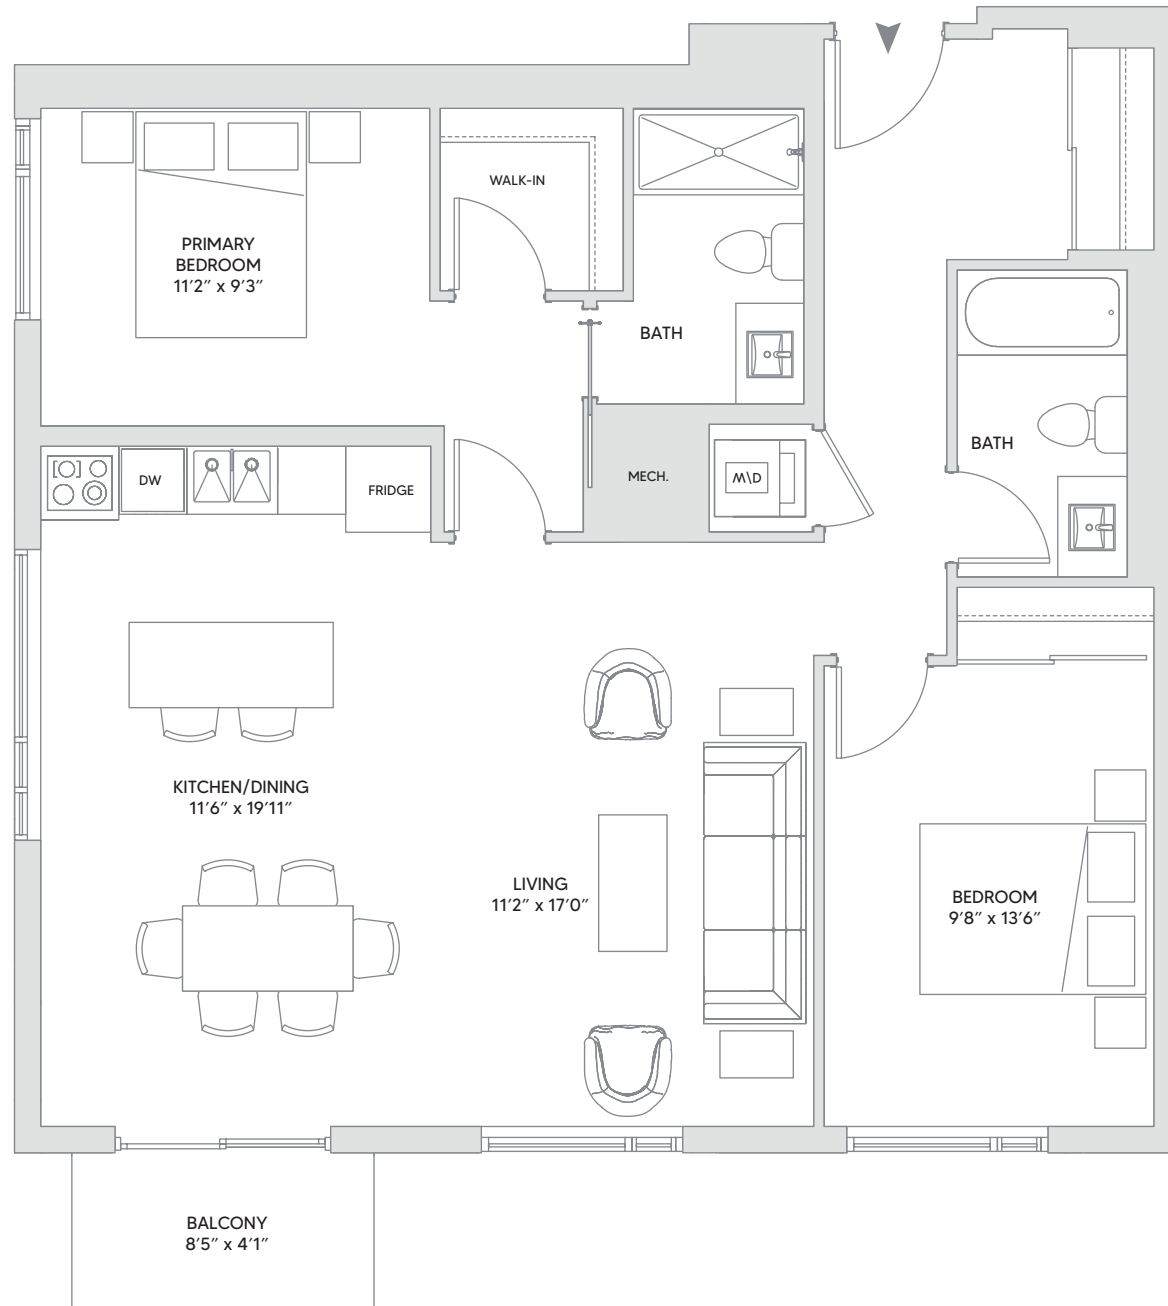 WALK-IN
PRIMARY
BEDROOM
11'2" x 9'3"
BATH
BATH
DW
FRIDGE
MECH.
W\D
KITCHEN/DINING
11'6" x 19'11"
LIVING
11'2" x 17'0"
BEDROOM
9'8" x 13'6"
BALCONY
8'5" x 4'1"